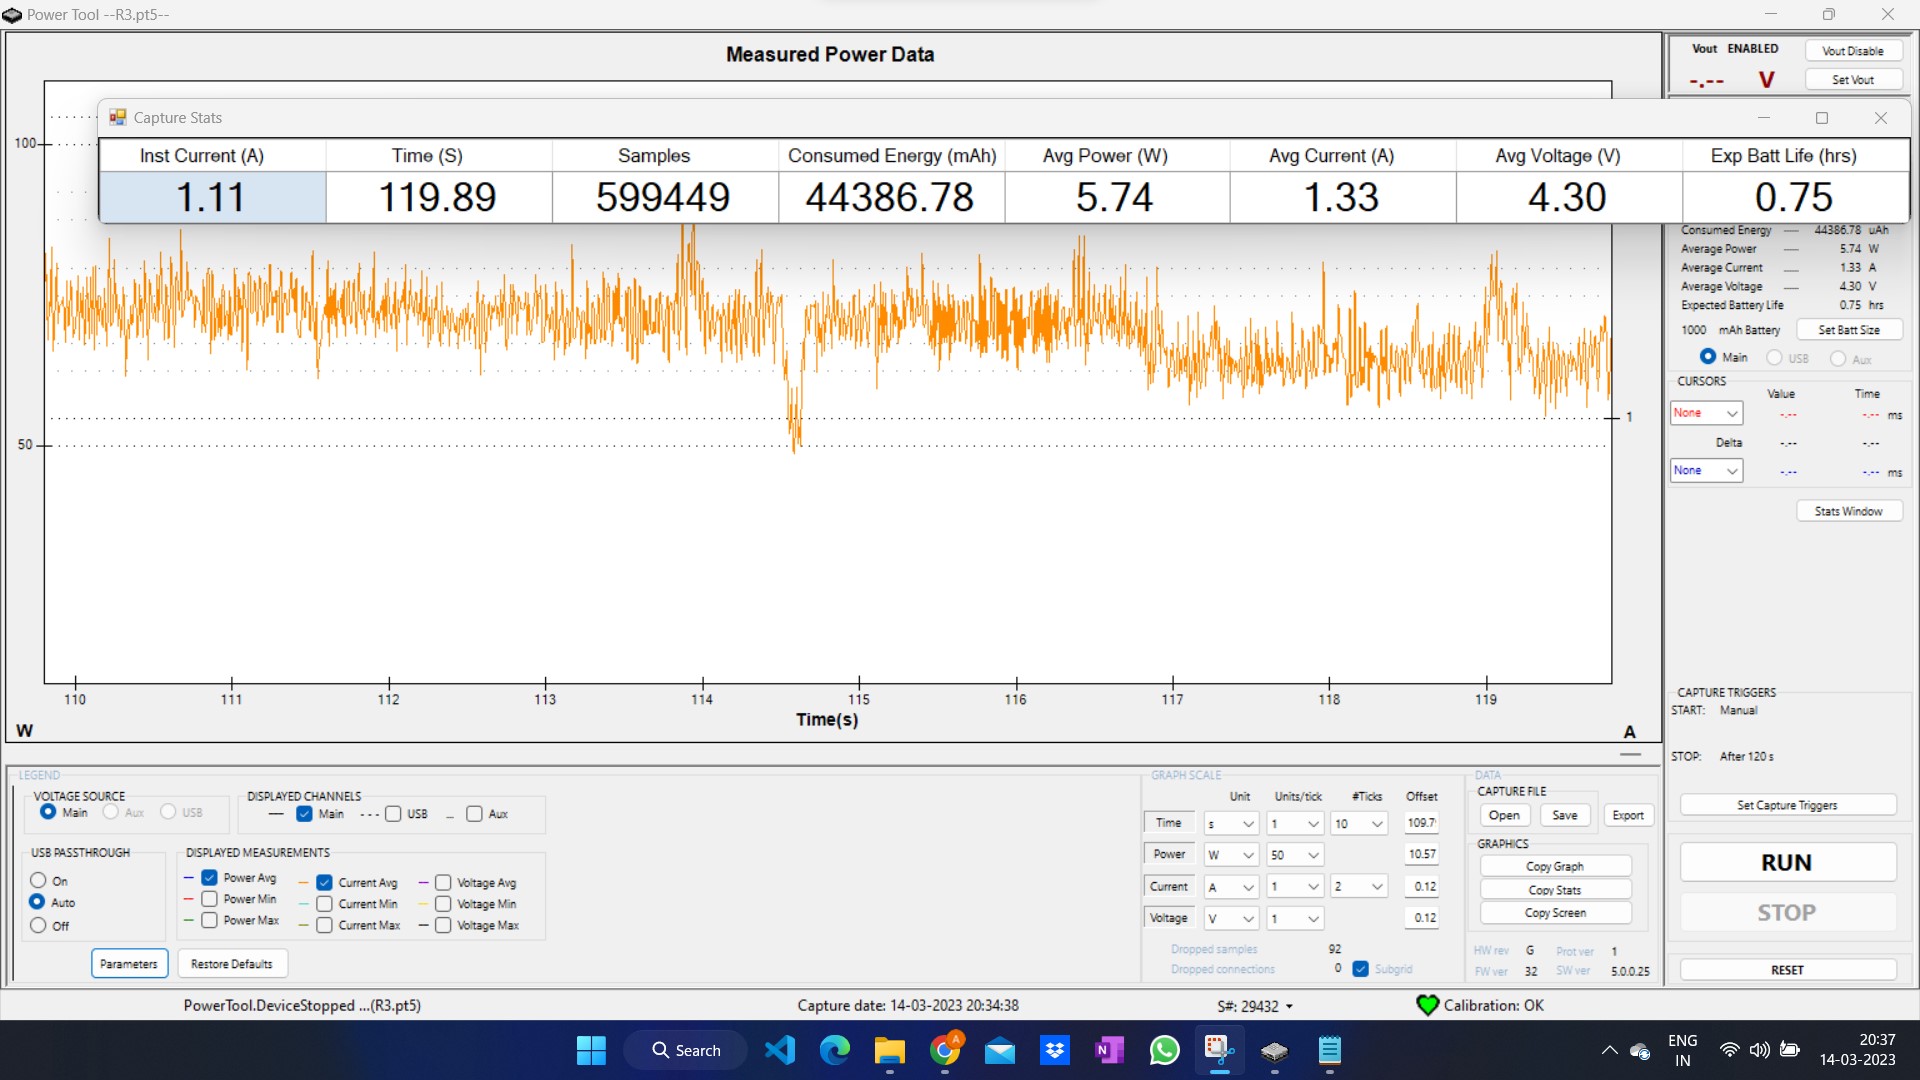 Power Tool --R3.pt5--
Measured Power Data
Vout ENABLED
Vout Disable
-.-- V
Set Vout
Capture Stats
Inst Current (A) Time (S) Samples Consumed Energy (mAh) Avg Power (W) Avg Current (A) Avg Voltage (V) Exp Batt Life (hrs)
1.11 119.89 599449 44386.78 5.74 1.33 4.30 0.75
100
50
1
110 111 112 113 114 115 116 117 118 119
Time(s)
W
A
Consumed Energy 44386.78 uAh
Average Power 5.74 W
Average Current 1.33 A
Average Voltage 4.30 V
Expected Battery Life 0.75 hrs
1000 mAh Battery Set Batt Size
Main USB Aux
CURSORS
Value Time
None -.-- -.-- ms
Delta -.-- -.--
None -.-- -.-- ms
Stats Window
CAPTURE TRIGGERS
START: Manual
STOP: After 120 s
Set Capture Triggers
RUN
STOP
RESET
LEGEND
VOLTAGE SOURCE
Main Aux USB
DISPLAYED CHANNELS
Main USB Aux
USB PASSTHROUGH
On
Auto
Off
DISPLAYED MEASUREMENTS
Power Avg Current Avg Voltage Avg
Power Min Current Min Voltage Min
Power Max Current Max Voltage Max
Parameters Restore Defaults
GRAPH SCALE
Unit Units/tick #Ticks Offset
Time s 1 10 109.7
Power W 50 10.57
Current A 1 2 0.12
Voltage V 1 0.12
Dropped samples 92
Dropped connections 0 Subgrid
DATA
CAPTURE FILE
Open Save Export
GRAPHICS
Copy Graph
Copy Stats
Copy Screen
HW rev G Prot ver 1
FW ver 32 SW ver 5.0.0.25
PowerTool.DeviceStopped ...(R3.pt5) Capture date: 14-03-2023 20:34:38 S#: 29432 Calibration: OK
Search
A
N
ENG
IN
20:37
14-03-2023